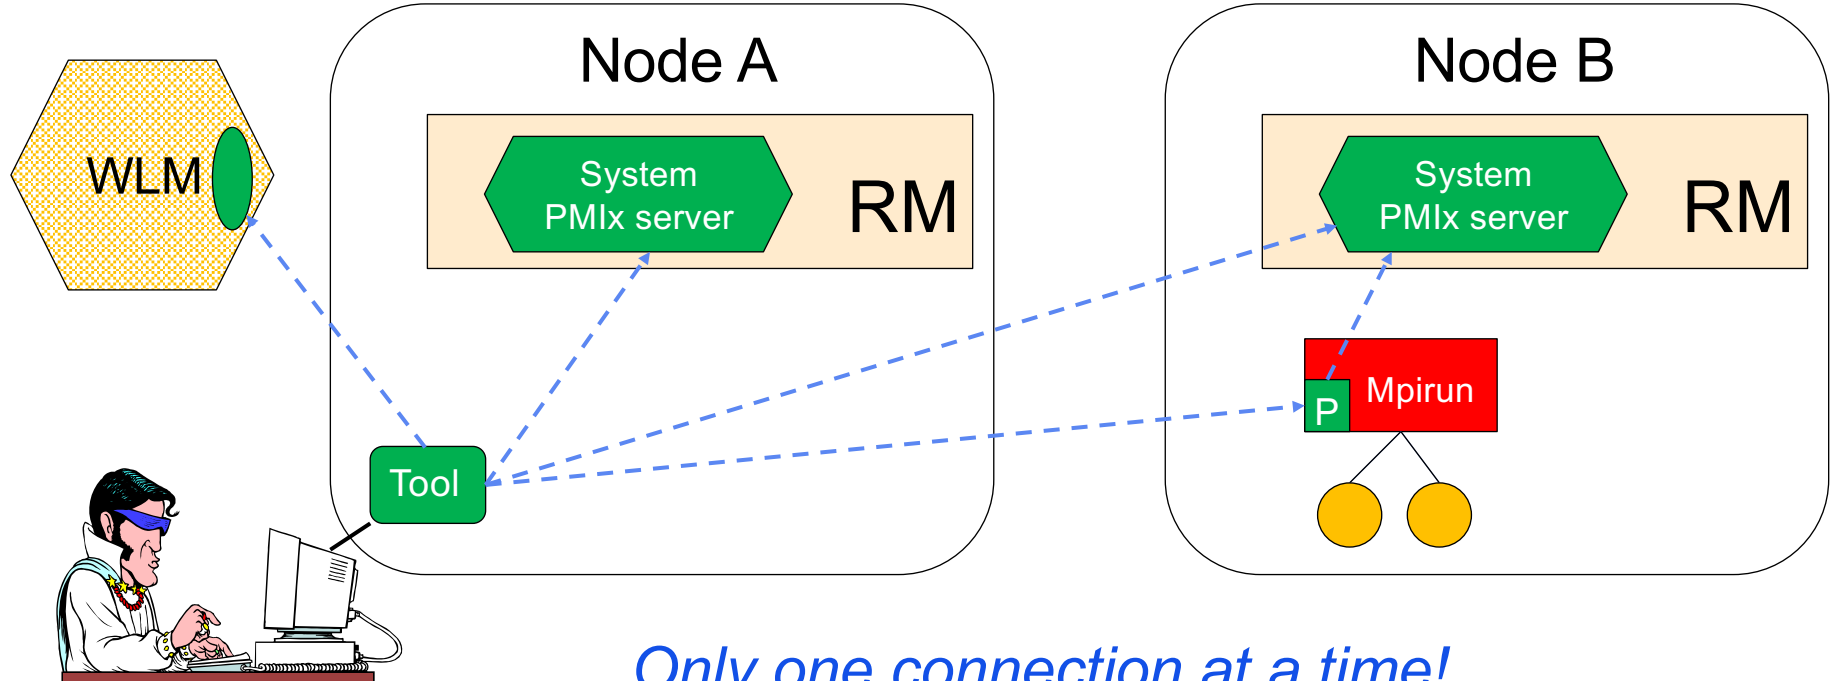 Node A
Node B
WLM
System
PMIx server
RM
System
PMIx server
RM
Mpirun
P
Tool
Only one connection at a time!